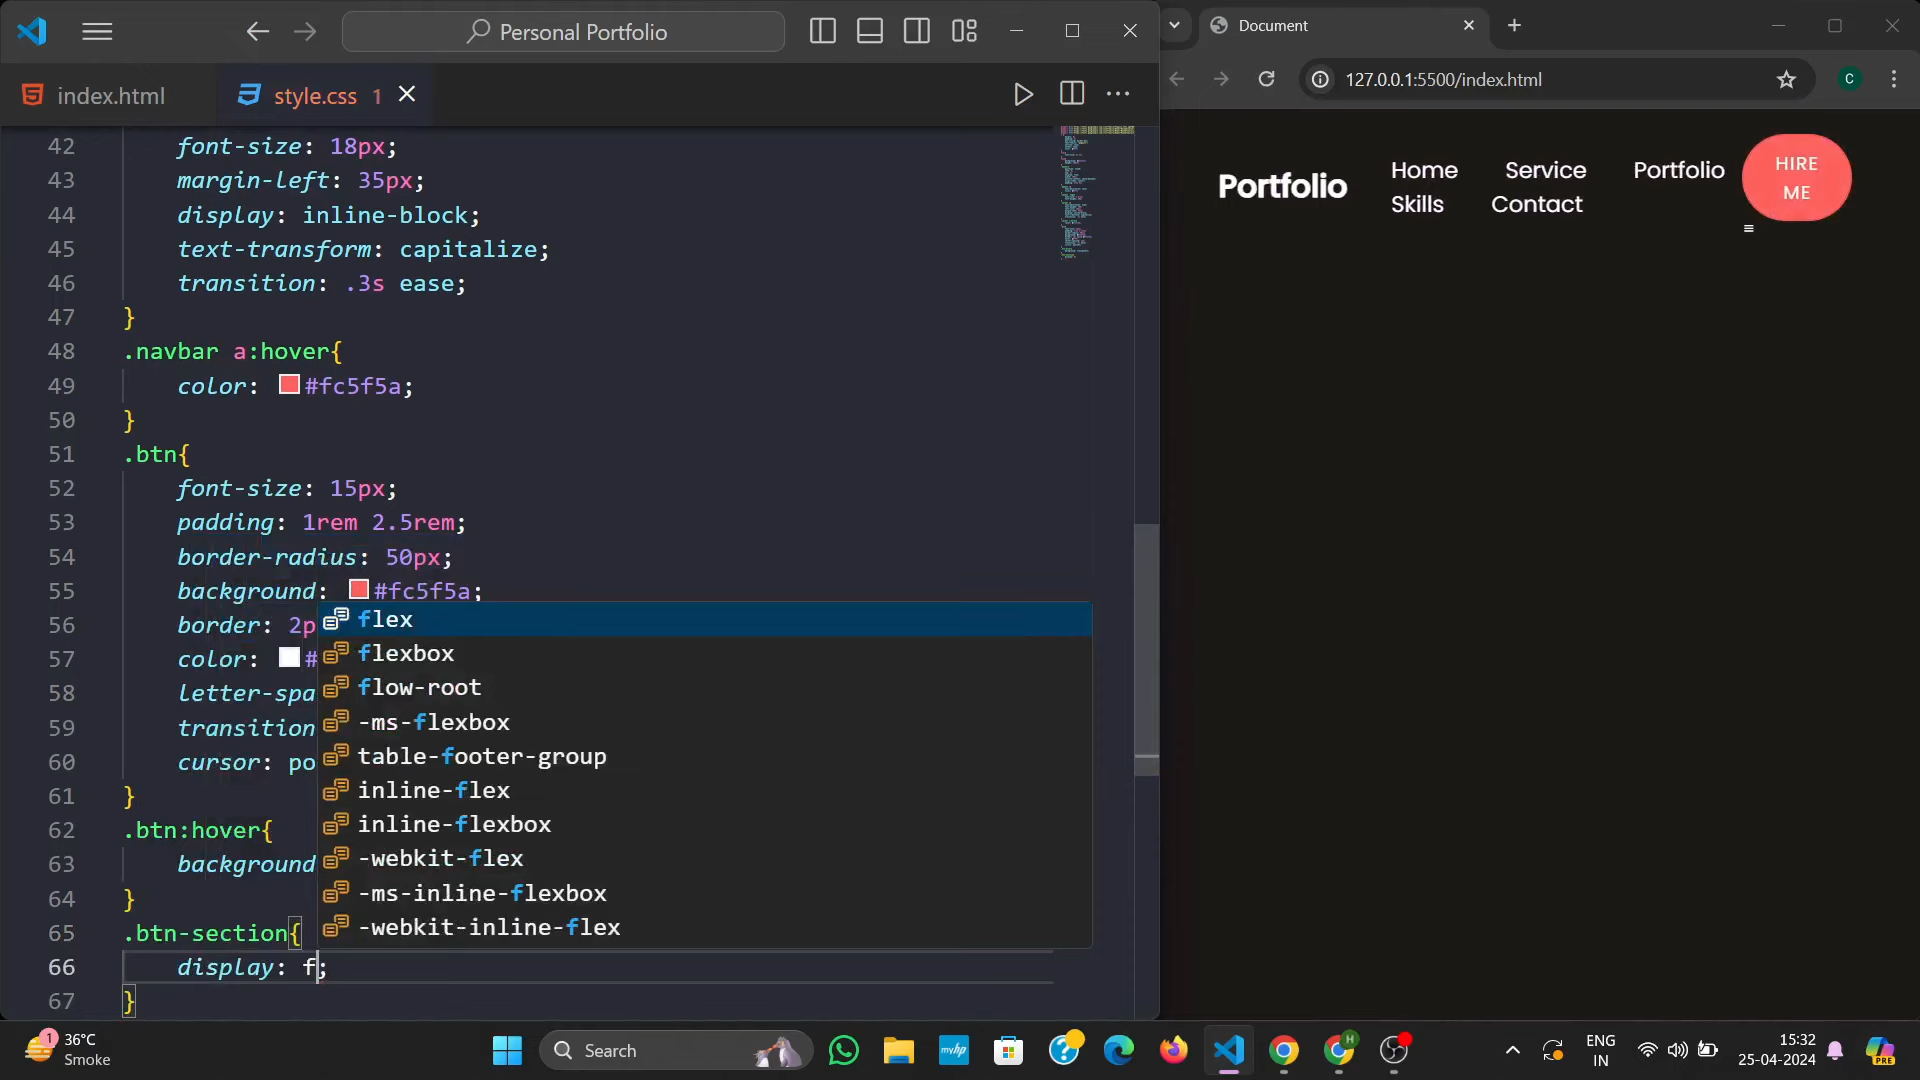 Personal Portfolio
index.html
style.css 1
42 font-size: 18px;
43 margin-left: 35px;
44 display: inline-block;
45 text-transform: capitalize;
46 transition: .3s ease;
47 }
48 .navbar a:hover{
49 color: #fc5f5a;
50 }
51 .btn{
52 font-size: 15px;
53 padding: 1rem 2.5rem;
54 border-radius: 50px;
55 background: #fc5f5a;
56 border: 2p
57 color: #
58 letter-spa
59 transition
60 cursor: po
61 }
62 .btn:hover{
63 background
64 }
65 .btn-section{
66 display: f;
67 }
flex
flexbox
flow-root
-ms-flexbox
table-footer-group
inline-flex
inline-flexbox
-webkit-flex
-ms-inline-flexbox
-webkit-inline-flex
Document
127.0.0.1:5500/index.html
C
Portfolio
Home Service Portfolio
Skills Contact
HIRE
ME
1
36°C
Smoke
Search
myhp
H
ENG
IN
15:32
25-04-2024
PRE